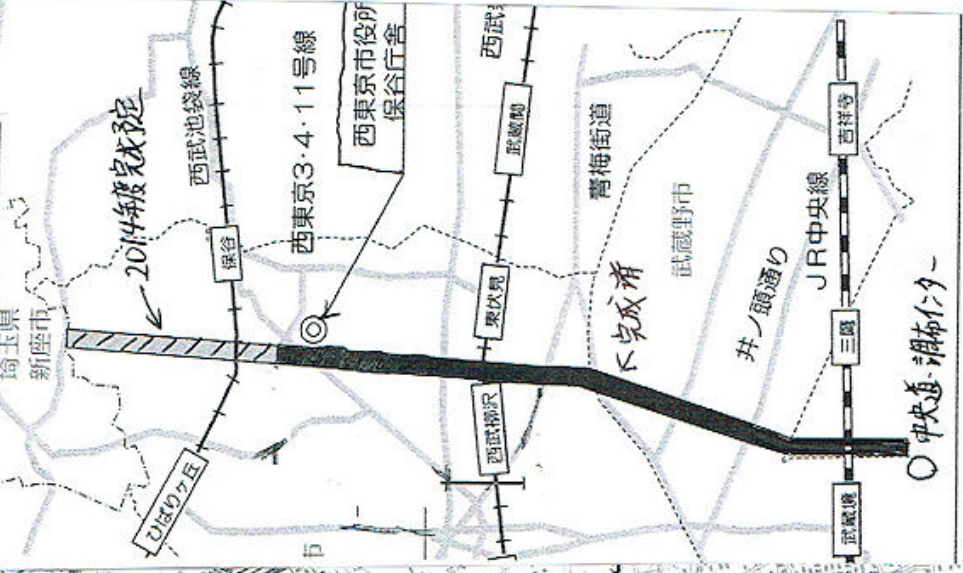 埼玉県
新座市
2014年度完成予定
西武池袋線
西東京3・4・11号線
西東京市役所
保谷庁舎
保谷
ひばりヶ丘
西武
武蔵関
東伏見
西武柳沢
青梅街道
武蔵野市
完成済
井ノ頭通り
JR中央線
吉祥寺
三鷹
武蔵境
市
中央道・調布インター